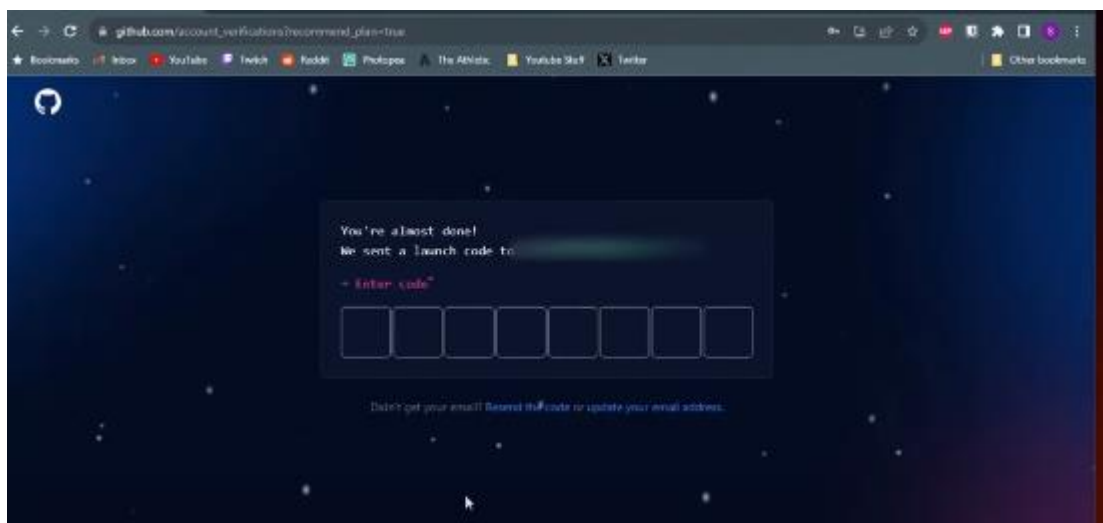 github.com/account_verifications?recommend_plan=true
Bookmarks Inbox YouTube Twitch Reddit Photopea The Athletic Youtube Stuff Twitter Other bookmarks
You're almost done!
We sent a launch code to
→ Enter code*
Didn't get your email? Resend the code or update your email address.